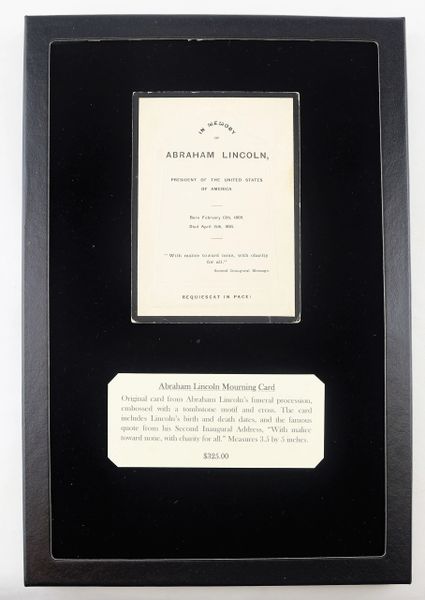 IN MEMORY
OF
ABRAHAM LINCOLN,
PRESIDENT OF THE UNITED STATES
OF AMERICA
Born February 12th, 1809.
Died April 15th, 1865.
"With malice toward none, with charity
for all."
Second Inaugural Message.
REQUIESCAT IN PACE!
Abraham Lincoln Mourning Card
Original card from Abraham Lincoln's funeral procession,
embossed with a tombstone motif and cross. The card
includes Lincoln's birth and death dates, and the famous
quote from his Second Inaugural Address, "With malice
toward none, with charity for all." Measures 3.5 by 5 inches.
$325.00